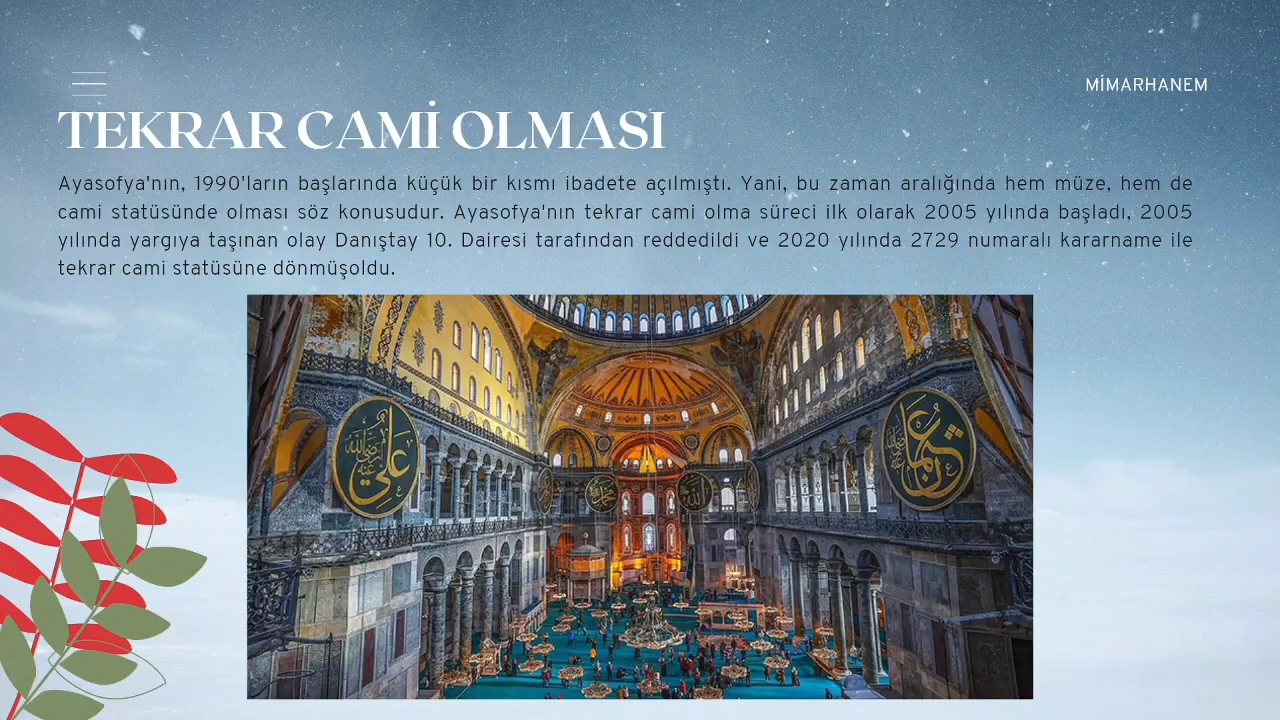 MİMARHANEM
TEKRAR CAMİ OLMASI
Ayasofya'nın, 1990'ların başlarında küçük bir kısmı ibadete açılmıştı. Yani, bu zaman aralığında hem müze, hem de
cami statüsünde olması söz konusudur. Ayasofya'nın tekrar cami olma süreci ilk olarak 2005 yılında başladı, 2005
yılında yargıya taşınan olay Danıştay 10. Dairesi tarafından reddedildi ve 2020 yılında 2729 numaralı kararname ile
tekrar cami statüsüne dönmüşoldu.